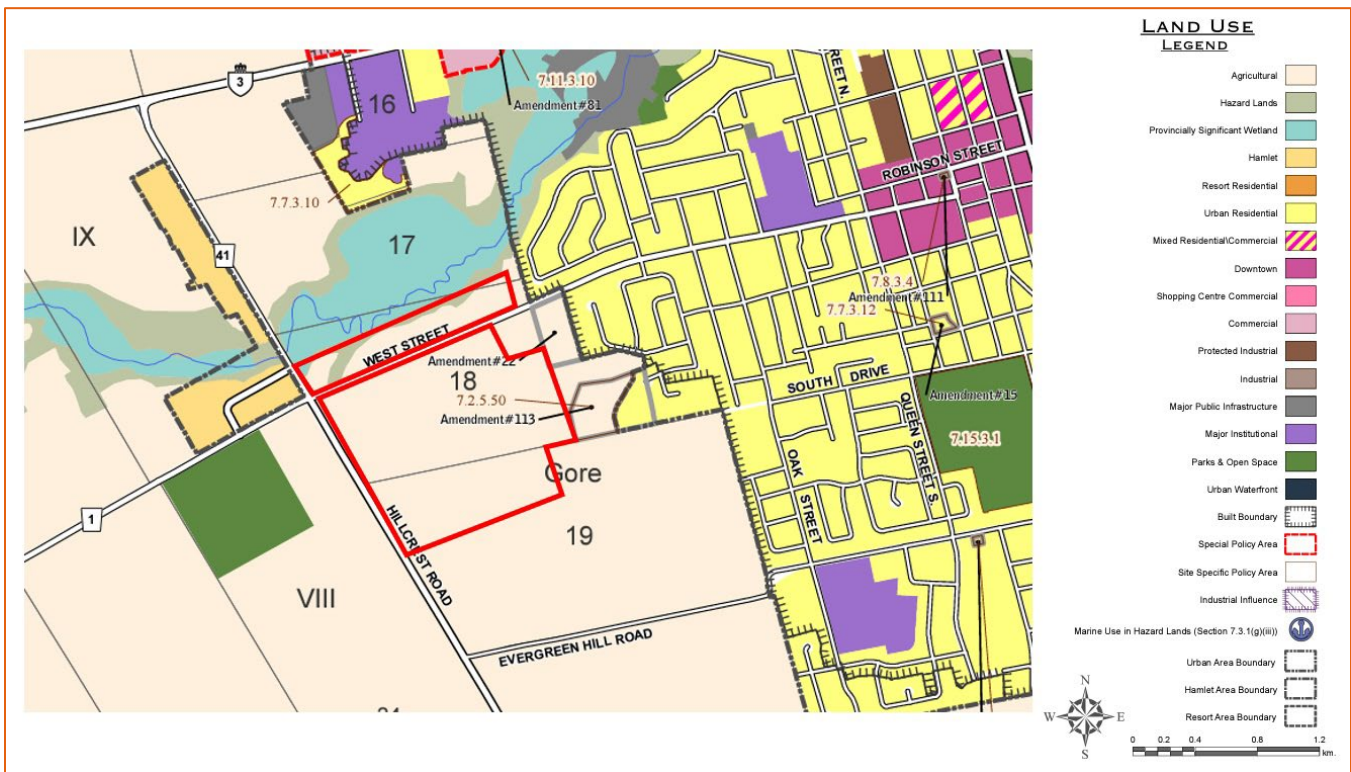 LAND USE
LEGEND
Agricultural
Hazard Lands
Provincially Significant Wetland
Hamlet
Resort Residential
Urban Residential
Mixed Residential\Commercial
Downtown
Shopping Centre Commercial
Commercial
Protected Industrial
Industrial
Major Public Infrastructure
Major Institutional
Parks & Open Space
Urban Waterfront
Built Boundary
Special Policy Area
Site Specific Policy Area
Industrial Influence
Marine Use in Hazard Lands (Section 7.3.1(g)(iii))
Urban Area Boundary
Hamlet Area Boundary
Resort Area Boundary
N
W E
S
0 0.2 0.4 0.8 1.2
km.
3
16
7.11.3.10
Amendment#81
REET N.
ROBINSON STREET
7.7.3.10
IX
17
41
7.8.3.4
Amendment#111
7.7.3.12
WEST STREET
Amendment#22
18
7.2.5.50
Amendment#113
SOUTH DRIVE
Amendment#15
QUEEN STREET S.
7.15.3.1
OAK STREET
Gore
1
19
HILLCREST ROAD
VIII
EVERGREEN HILL ROAD